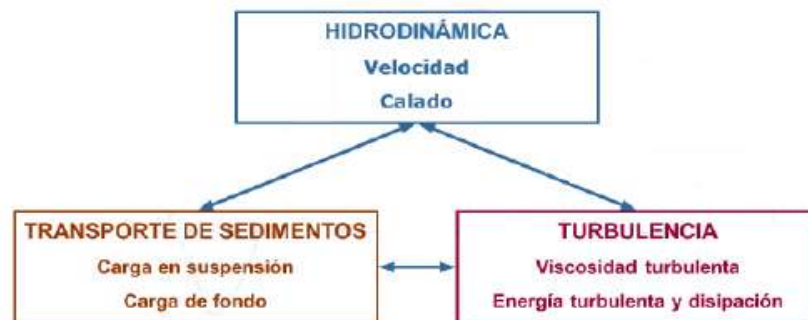 HIDRODINÁMICA
Velocidad
Calado
TRANSPORTE DE SEDIMENTOS
Carga en suspensión
Carga de fondo
TURBULENCIA
Viscosidad turbulenta
Energía turbulenta y disipación